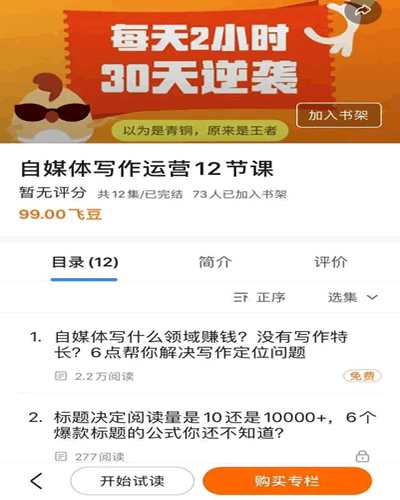 每天2小时
30天逆袭
加入书架
以为是青铜，原来是王者
自媒体写作运营12节课
暂无评分 共12集/已完结 73人已加入书架
99.00飞豆
目录(12) 简介 评价
正序 选集
1. 自媒体写什么领域赚钱？没有写作特
长？6点帮你解决写作定位问题
2.2万阅读 免费
2. 标题决定阅读量是10还是10000+，6个
爆款标题的公式你还不知道？
277阅读
开始试读 购买专栏